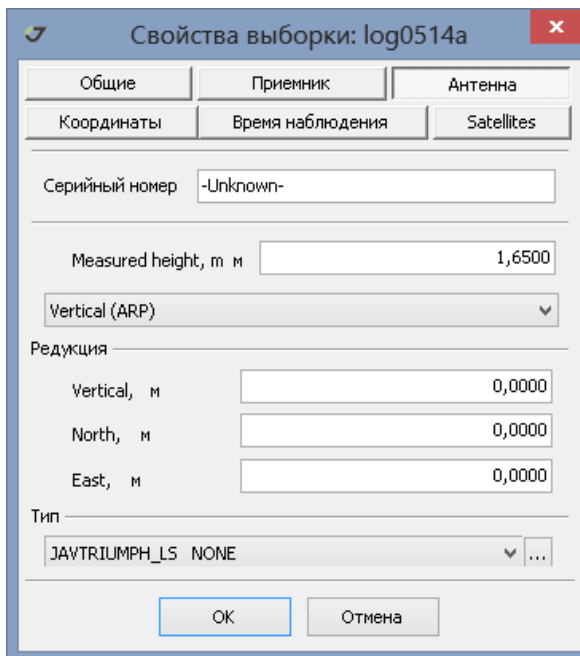 Свойства выборки: log0514a
Общие Приемник Антенна
Координаты Время наблюдения Satellites
Серийный номер -Unknown-
Measured height, m м 1,6500
Vertical (ARP)
Редукция
Vertical, м 0,0000
North, м 0,0000
East, м 0,0000
Тип
JAVTRIUMPH_LS NONE ...
OK Отмена